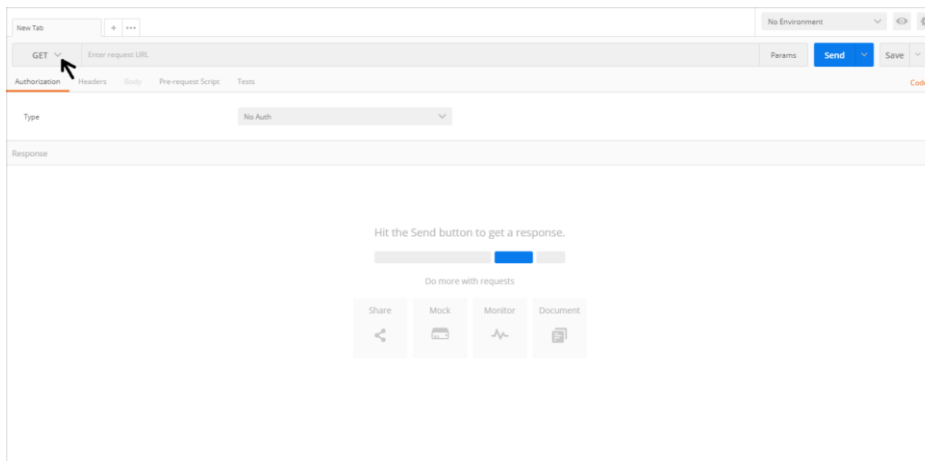 New Tab + ••• No Environment
GET Enter request URL Params Send Save
Authorization Headers Body Pre-request Script Tests Code
Type No Auth
Response
Hit the Send button to get a response.
Do more with requests
Share Mock Monitor Document